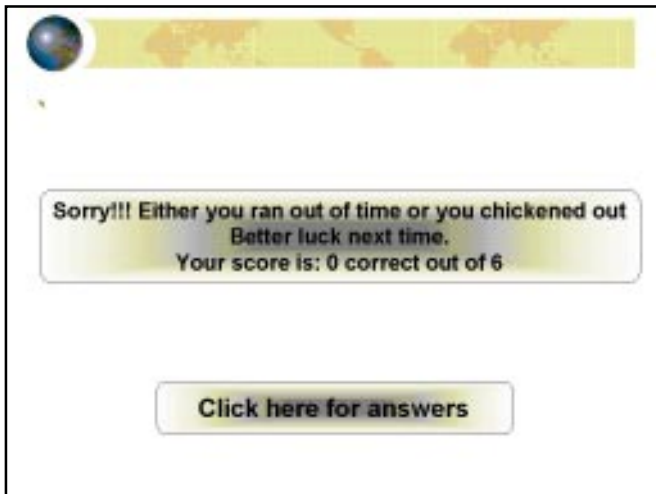 Sorry!!! Either you ran out of time or you chickened out
Better luck next time.
Your score is: 0 correct out of 6
Click here for answers